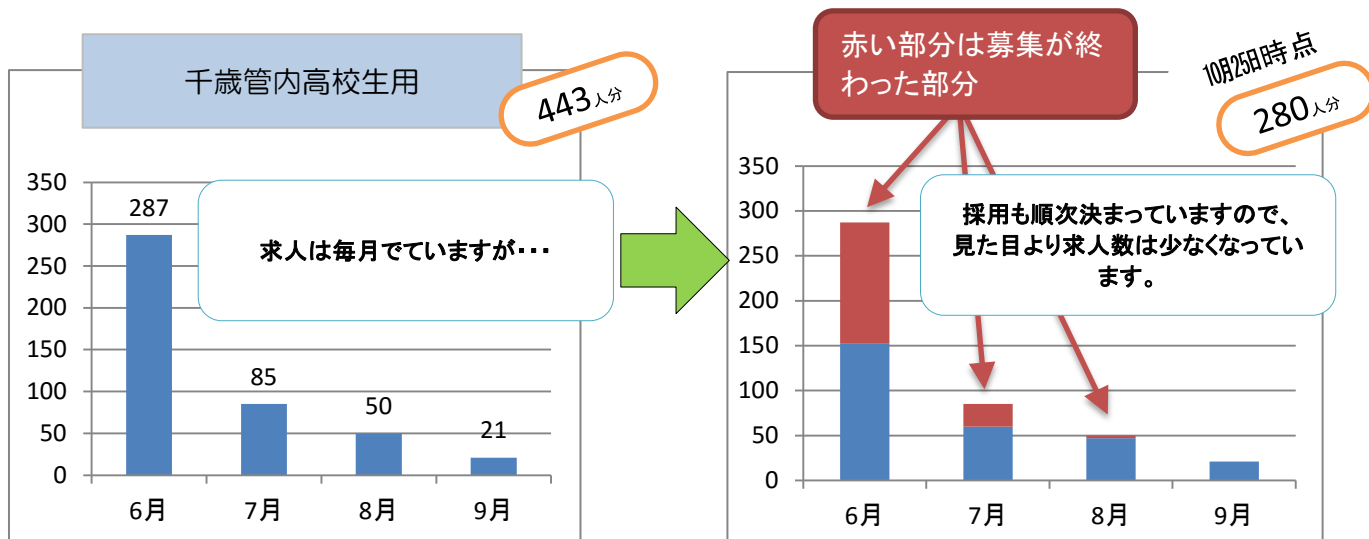 千歳管内高校生用
443人分
350
300
250
200
150
100
50
0
287
85
50
21
6月
7月
8月
9月
求人は毎月でていますが・・・
赤い部分は募集が終
わった部分
10月25日時点
280人分
350
300
250
200
150
100
50
0
採用も順次決まっていますので、
見た目より求人数は少なくなってい
ます。
6月
7月
8月
9月